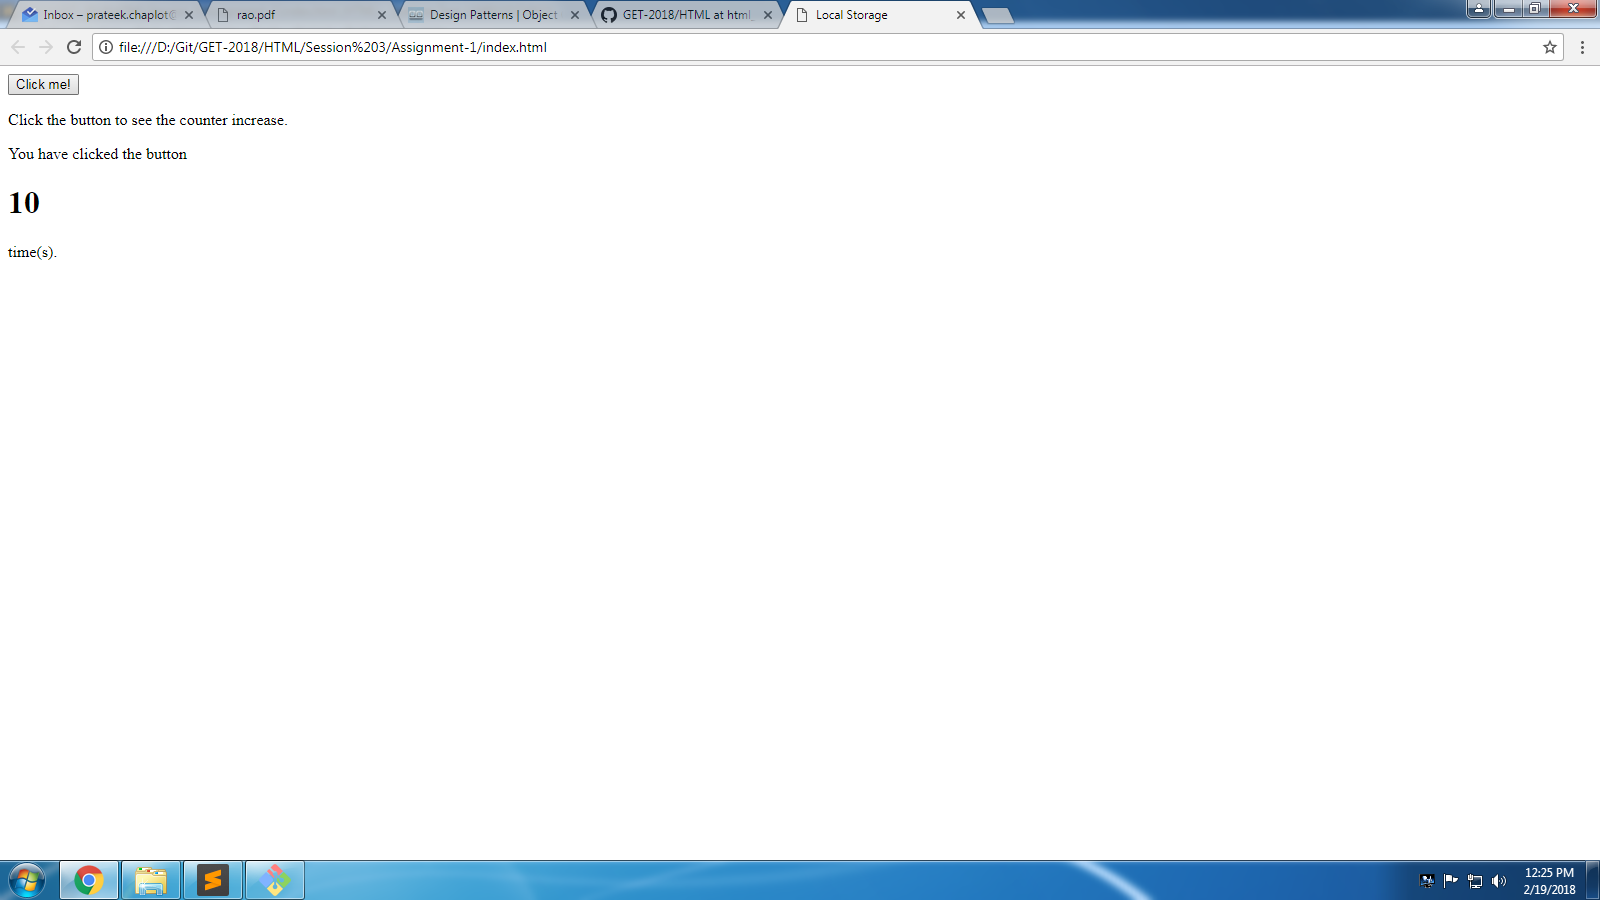 Inbox – prateek.chaplot@
rao.pdf
Design Patterns | Object
GET-2018/HTML at html_
Local Storage
file:///D:/Git/GET-2018/HTML/Session%203/Assignment-1/index.html
Click me!
Click the button to see the counter increase.
You have clicked the button
10
time(s).
12:25 PM
2/19/2018